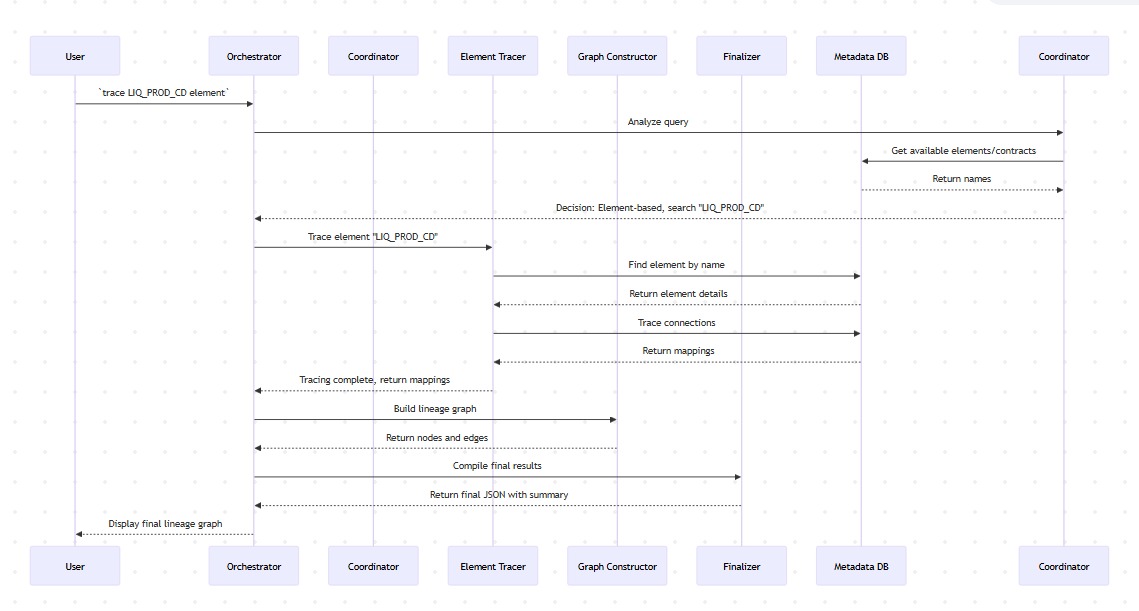 User
Orchestrator
Coordinator
Element Tracer
Graph Constructor
Finalizer
Metadata DB
Coordinator
`trace LIQ_PROD_CD element`
Analyze query
Get available elements/contracts
Return names
Decision: Element-based, search "LIQ_PROD_CD"
Trace element "LIQ_PROD_CD"
Find element by name
Return element details
Trace connections
Return mappings
Tracing complete, return mappings
Build lineage graph
Return nodes and edges
Compile final results
Return final JSON with summary
Display final lineage graph
User
Orchestrator
Coordinator
Element Tracer
Graph Constructor
Finalizer
Metadata DB
Coordinator